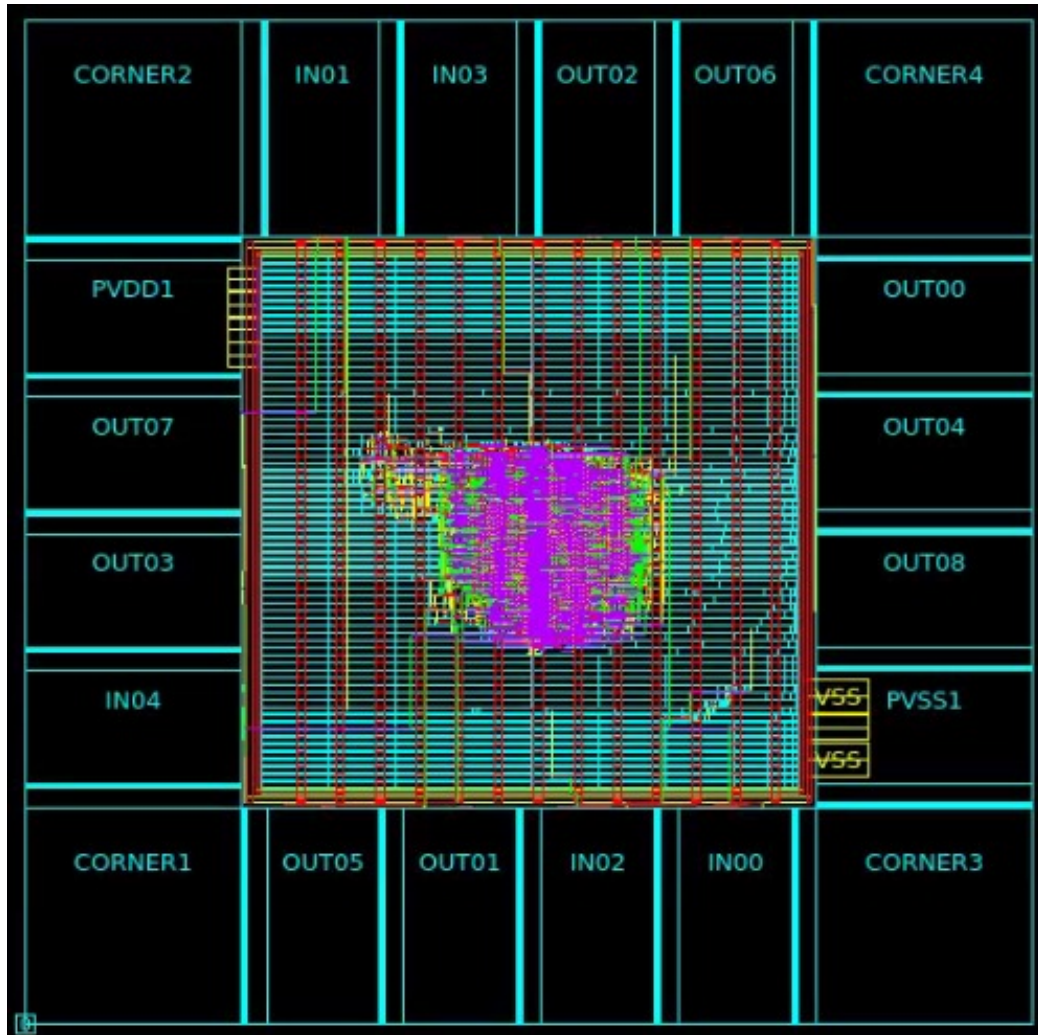 CORNER2 IN01 IN03 OUT02 OUT06 CORNER4
PVDD1 OUT00
OUT07 OUT04
OUT03 OUT08
IN04 VSS PVSS1
VSS
CORNER1 OUT05 OUT01 IN02 IN00 CORNER3